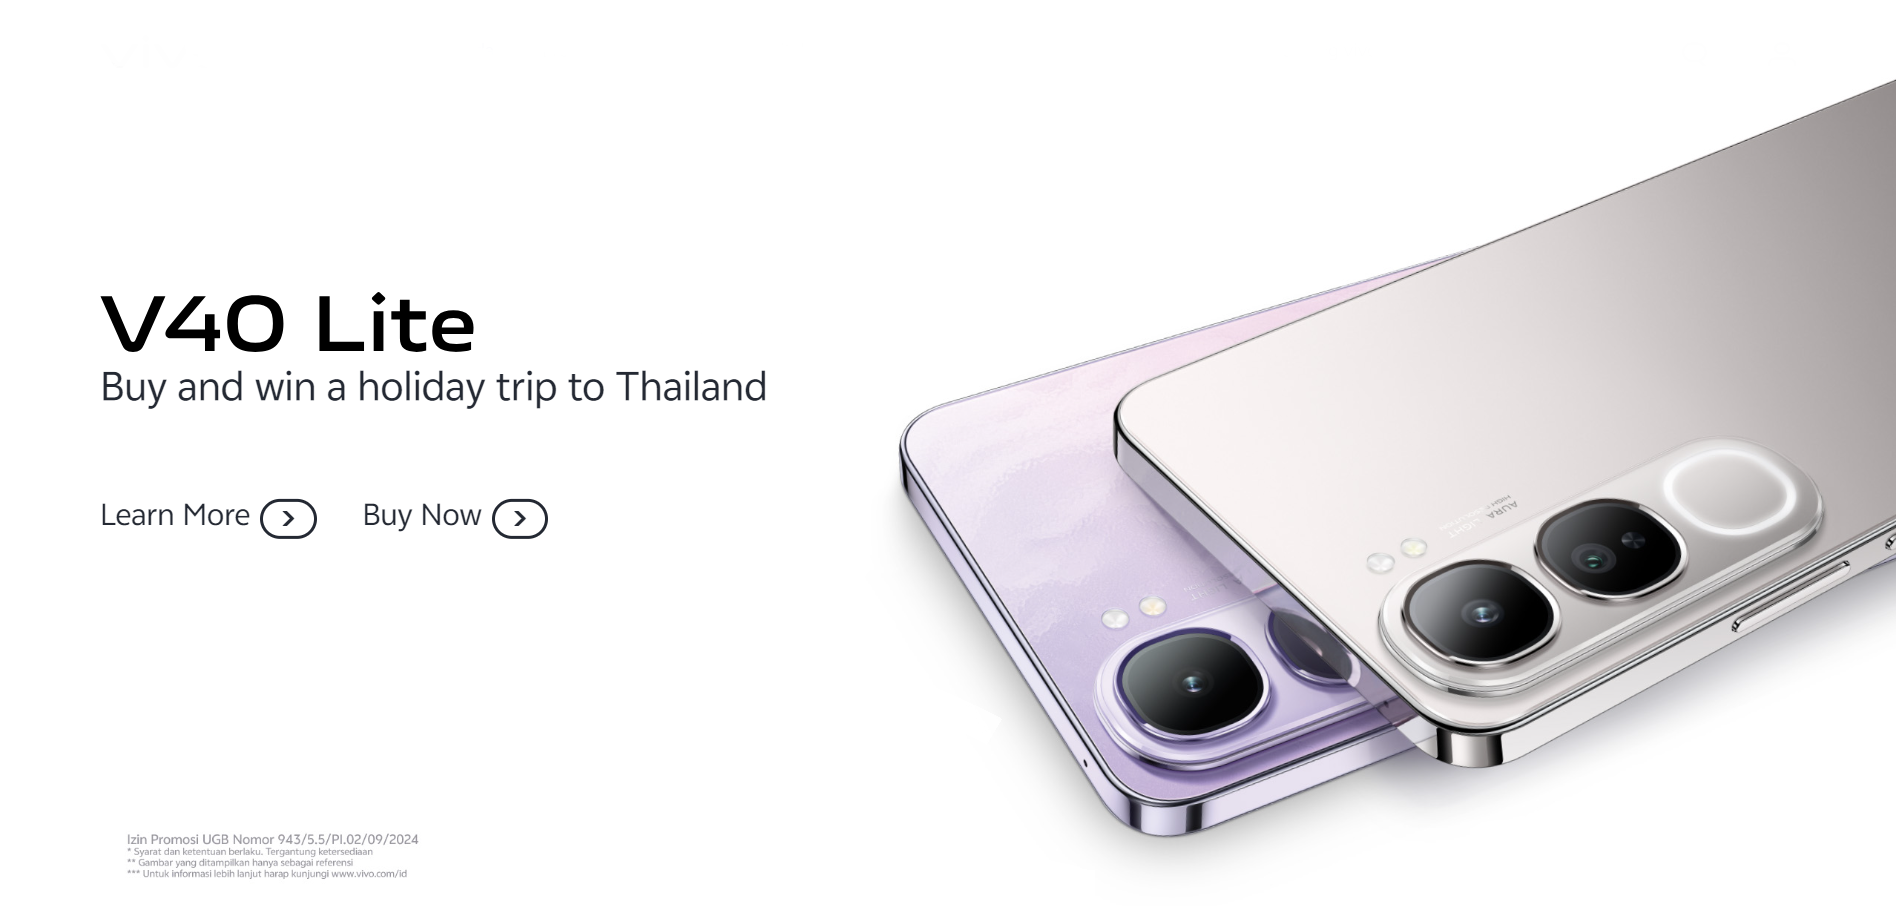 V40 Lite
Buy and win a holiday trip to Thailand
Learn More
Buy Now
AURA LIGHT
Izin Promosi UGB Nomor 943/5.5/PI.02/09/2024
* Syarat dan ketentuan berlaku. Tergantung ketersediaan
** Gambar yang ditampilkan hanya sebagai referensi
*** Untuk informasi lebih lanjut harap kunjungi www.vivo.com/id